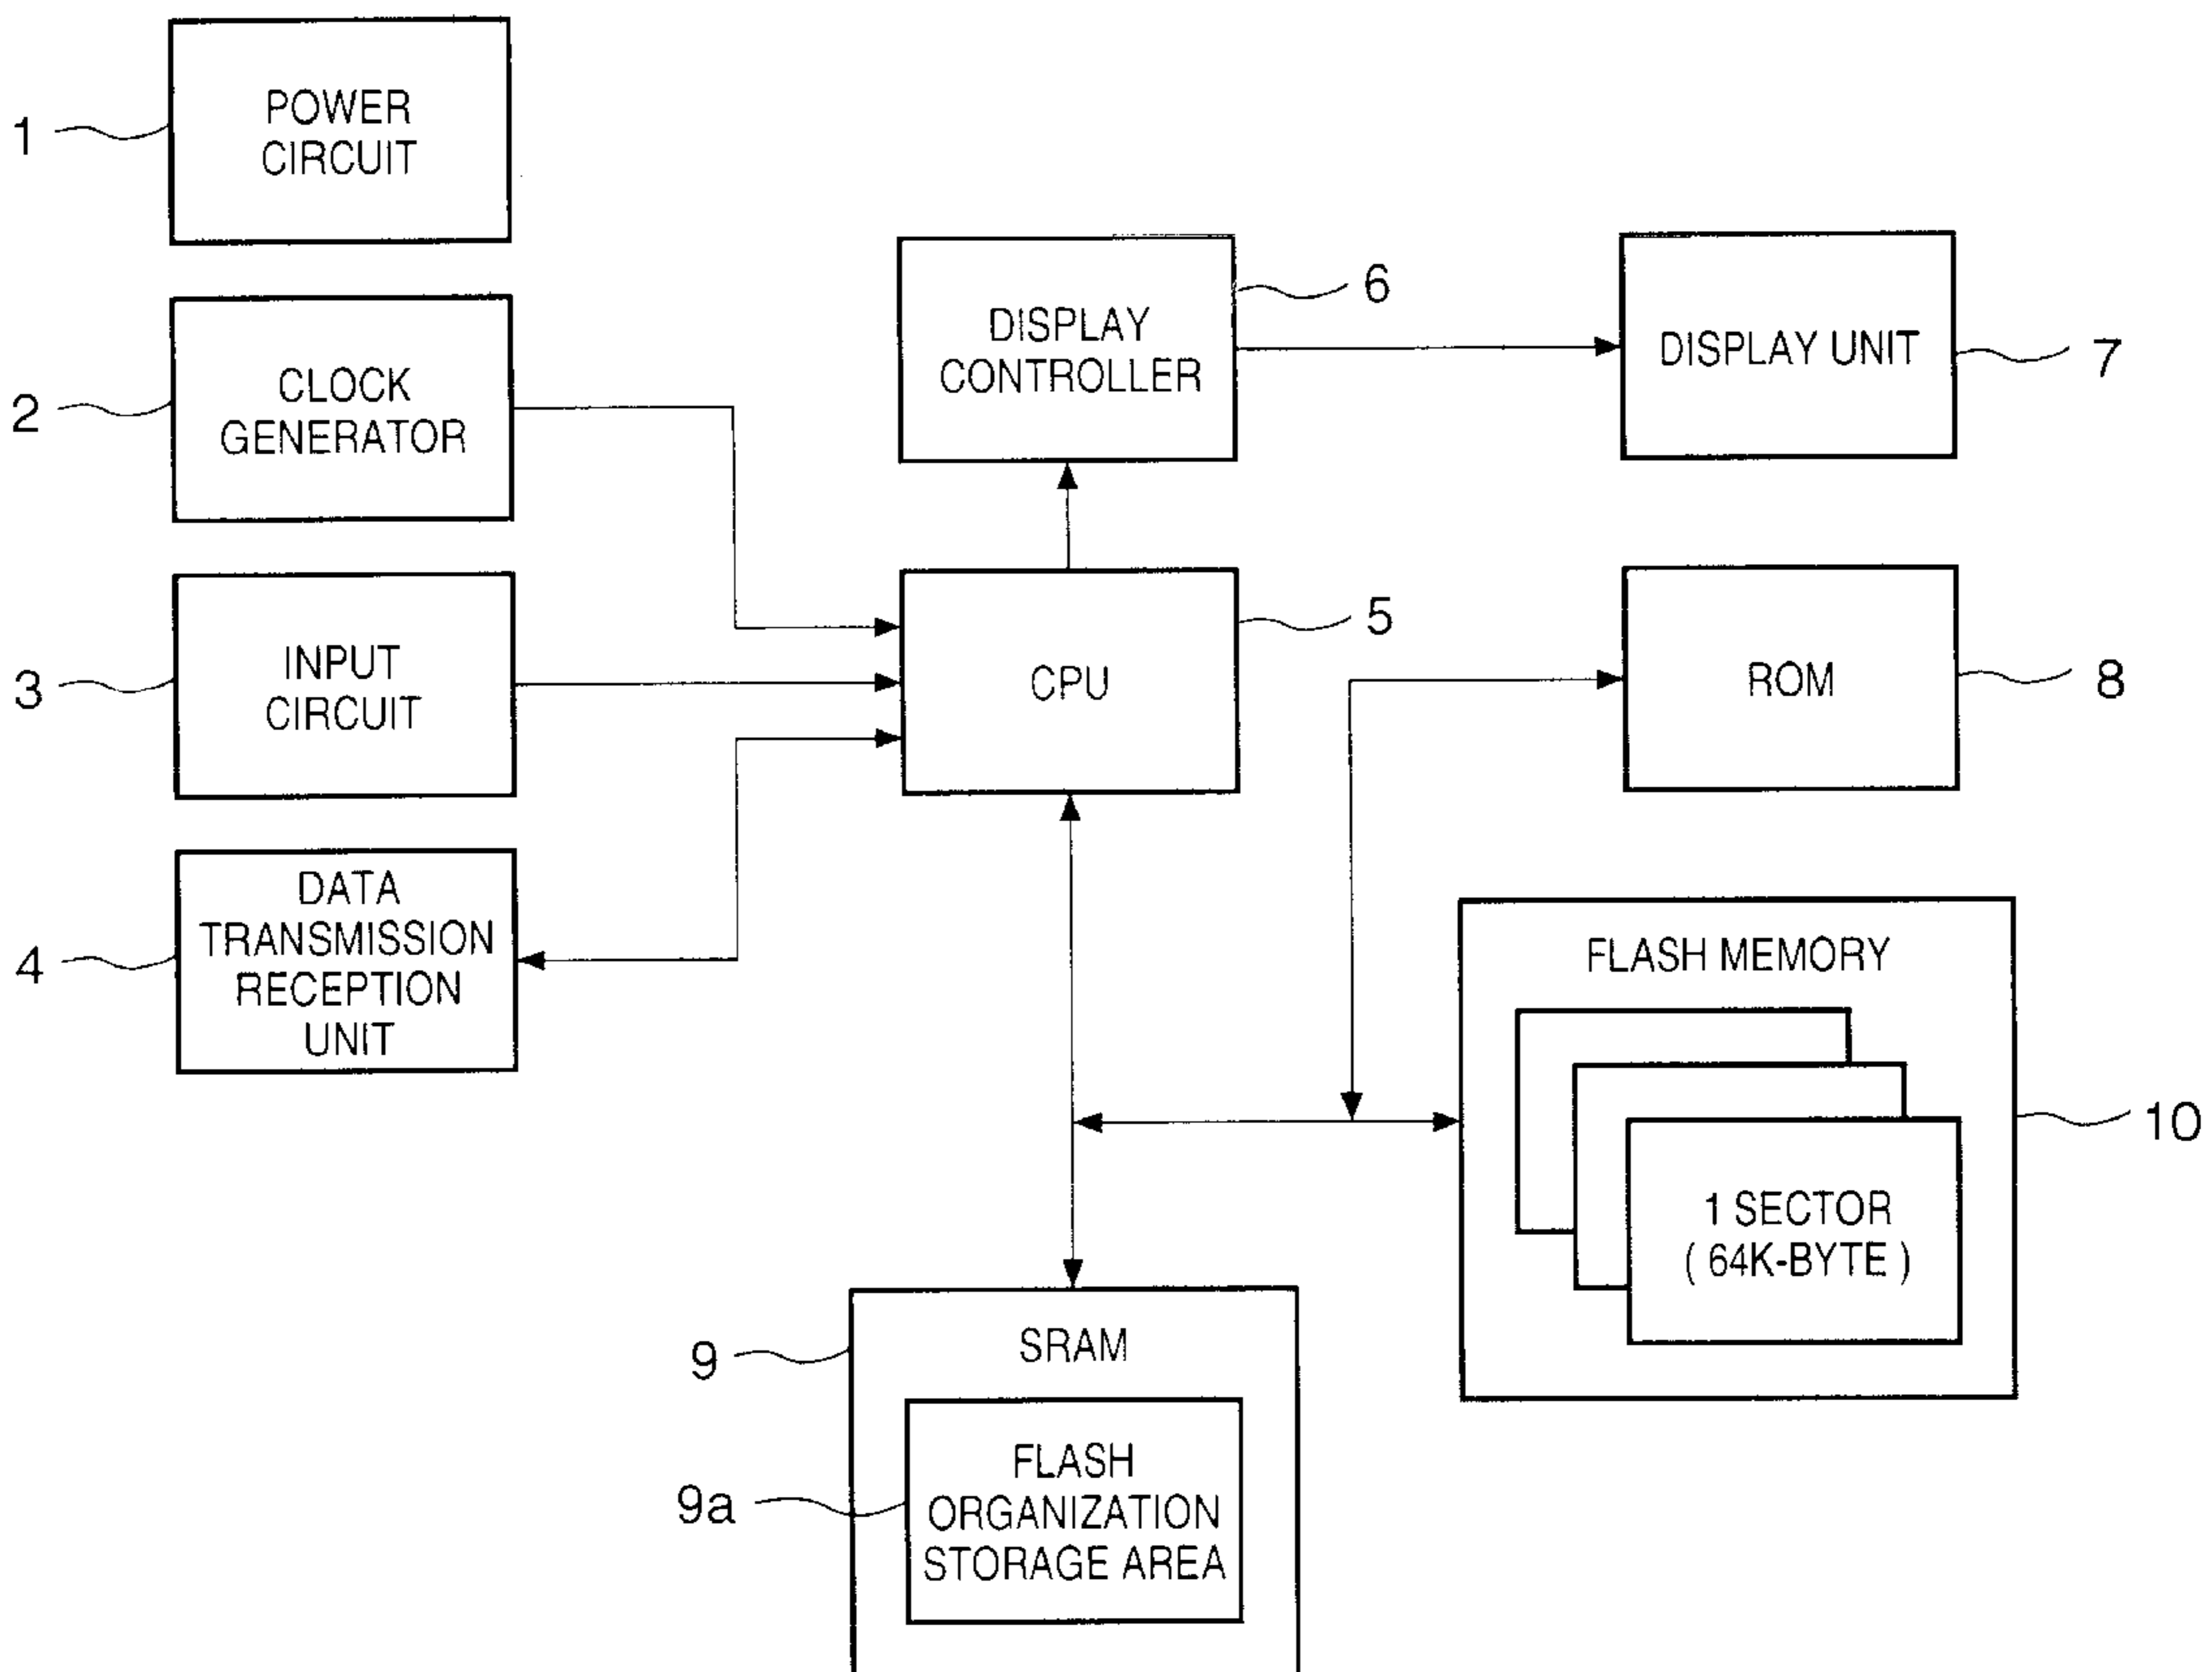 1
POWER
CIRCUIT
2
CLOCK
GENERATOR
3
INPUT
CIRCUIT
4
DATA
TRANSMISSION
RECEPTION
UNIT
DISPLAY
CONTROLLER
6
DISPLAY UNIT
7
CPU
5
ROM
8
FLASH MEMORY
1 SECTOR
( 64K-BYTE )
10
9
SRAM
9a
FLASH
ORGANIZATION
STORAGE AREA